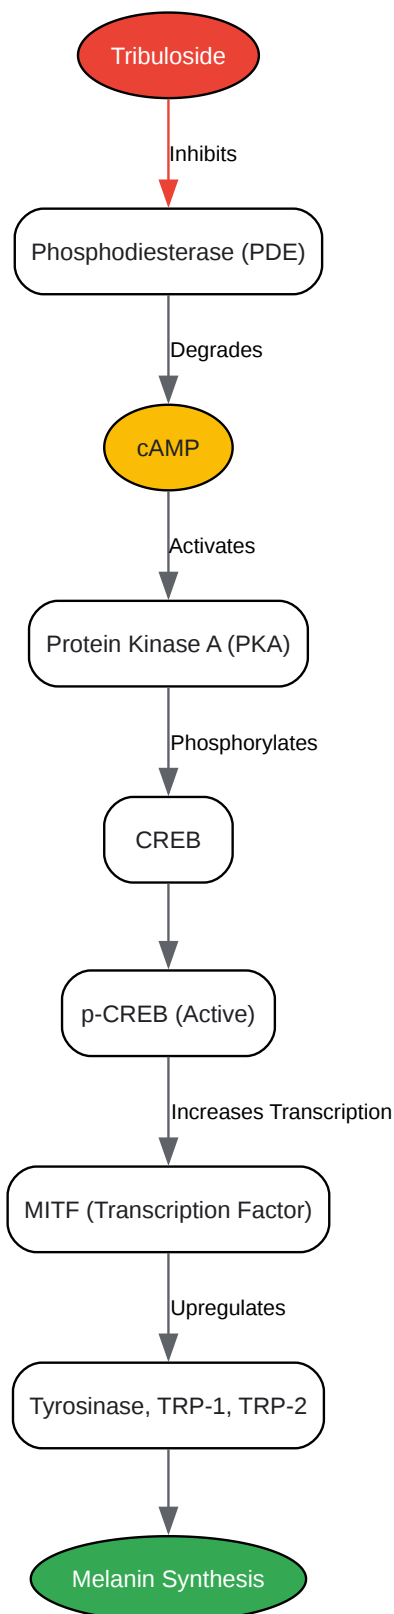 Tribuloside
Inhibits
Phosphodiesterase (PDE)
Degrades
cAMP
Activates
Protein Kinase A (PKA)
Phosphorylates
CREB
p-CREB (Active)
Increases Transcription
MITF (Transcription Factor)
Upregulates
Tyrosinase, TRP-1, TRP-2
Melanin Synthesis